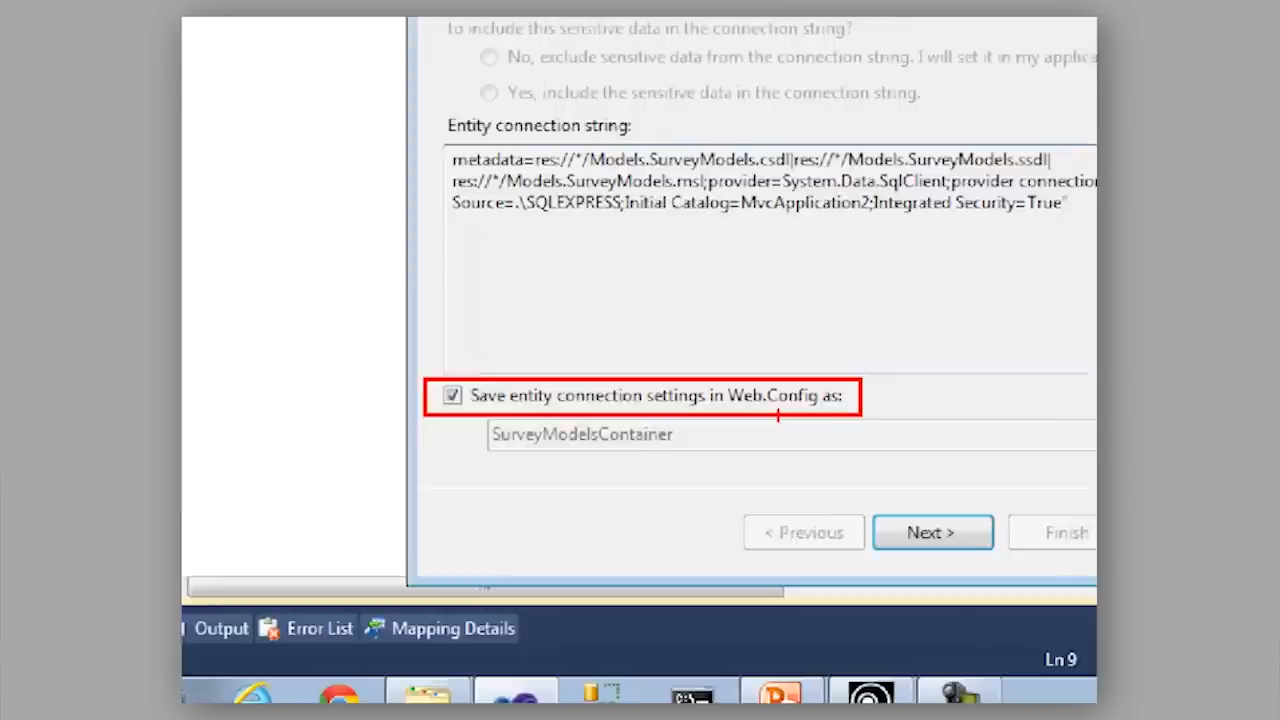 to include this sensitive data in the connection string?
No, exclude sensitive data from the connection string. I will set it in my applica
Yes, include the sensitive data in the connection string.
Entity connection string:
metadata=res://*/Models.SurveyModels.csdl|res://*/Models.SurveyModels.ssdl|
res://*/Models.SurveyModels.msl;provider=System.Data.SqlClient;provider connection
Source=.\SQLEXPRESS;Initial Catalog=MvcApplication2;Integrated Security=True"
Save entity connection settings in Web.Config as:
SurveyModelsContainer
< Previous
Next >
Finish
Output
Error List
Mapping Details
Ln 9